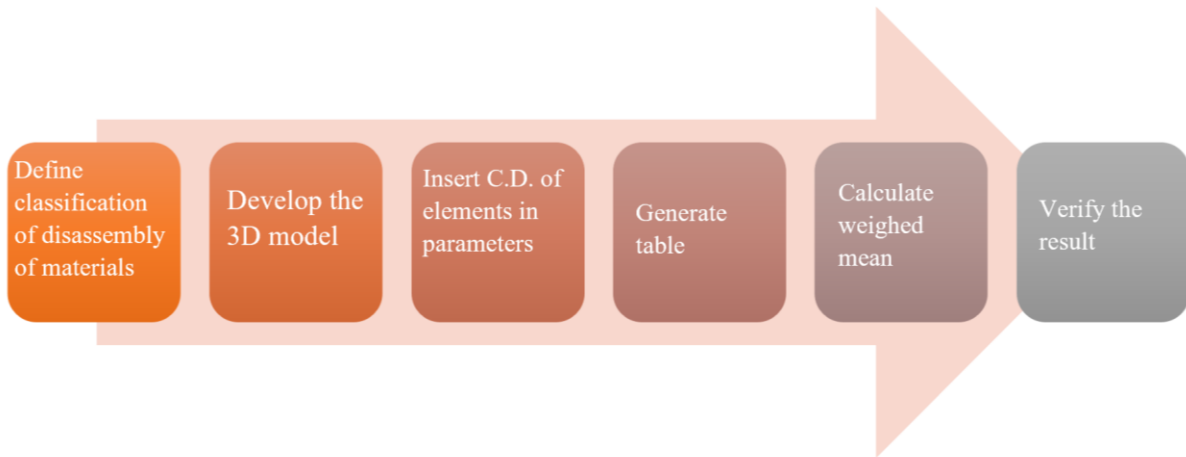 Define
classification
of disassembly
of materials
Develop the
3D model
Insert C.D. of
elements in
parameters
Generate
table
Calculate
weighed
mean
Verify the
result